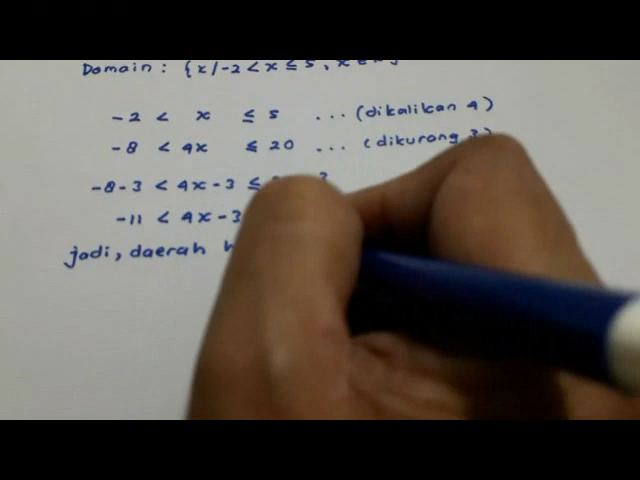 Domain : {x/-2 < x ≤ 5 , x ∈
-2 < x ≤ 5 ... (dikalikan 4)
-8 < 4x ≤ 20 ... (dikurang 3)
-8-3 < 4x-3 ≤
-11 < 4x-3
jadi, daerah